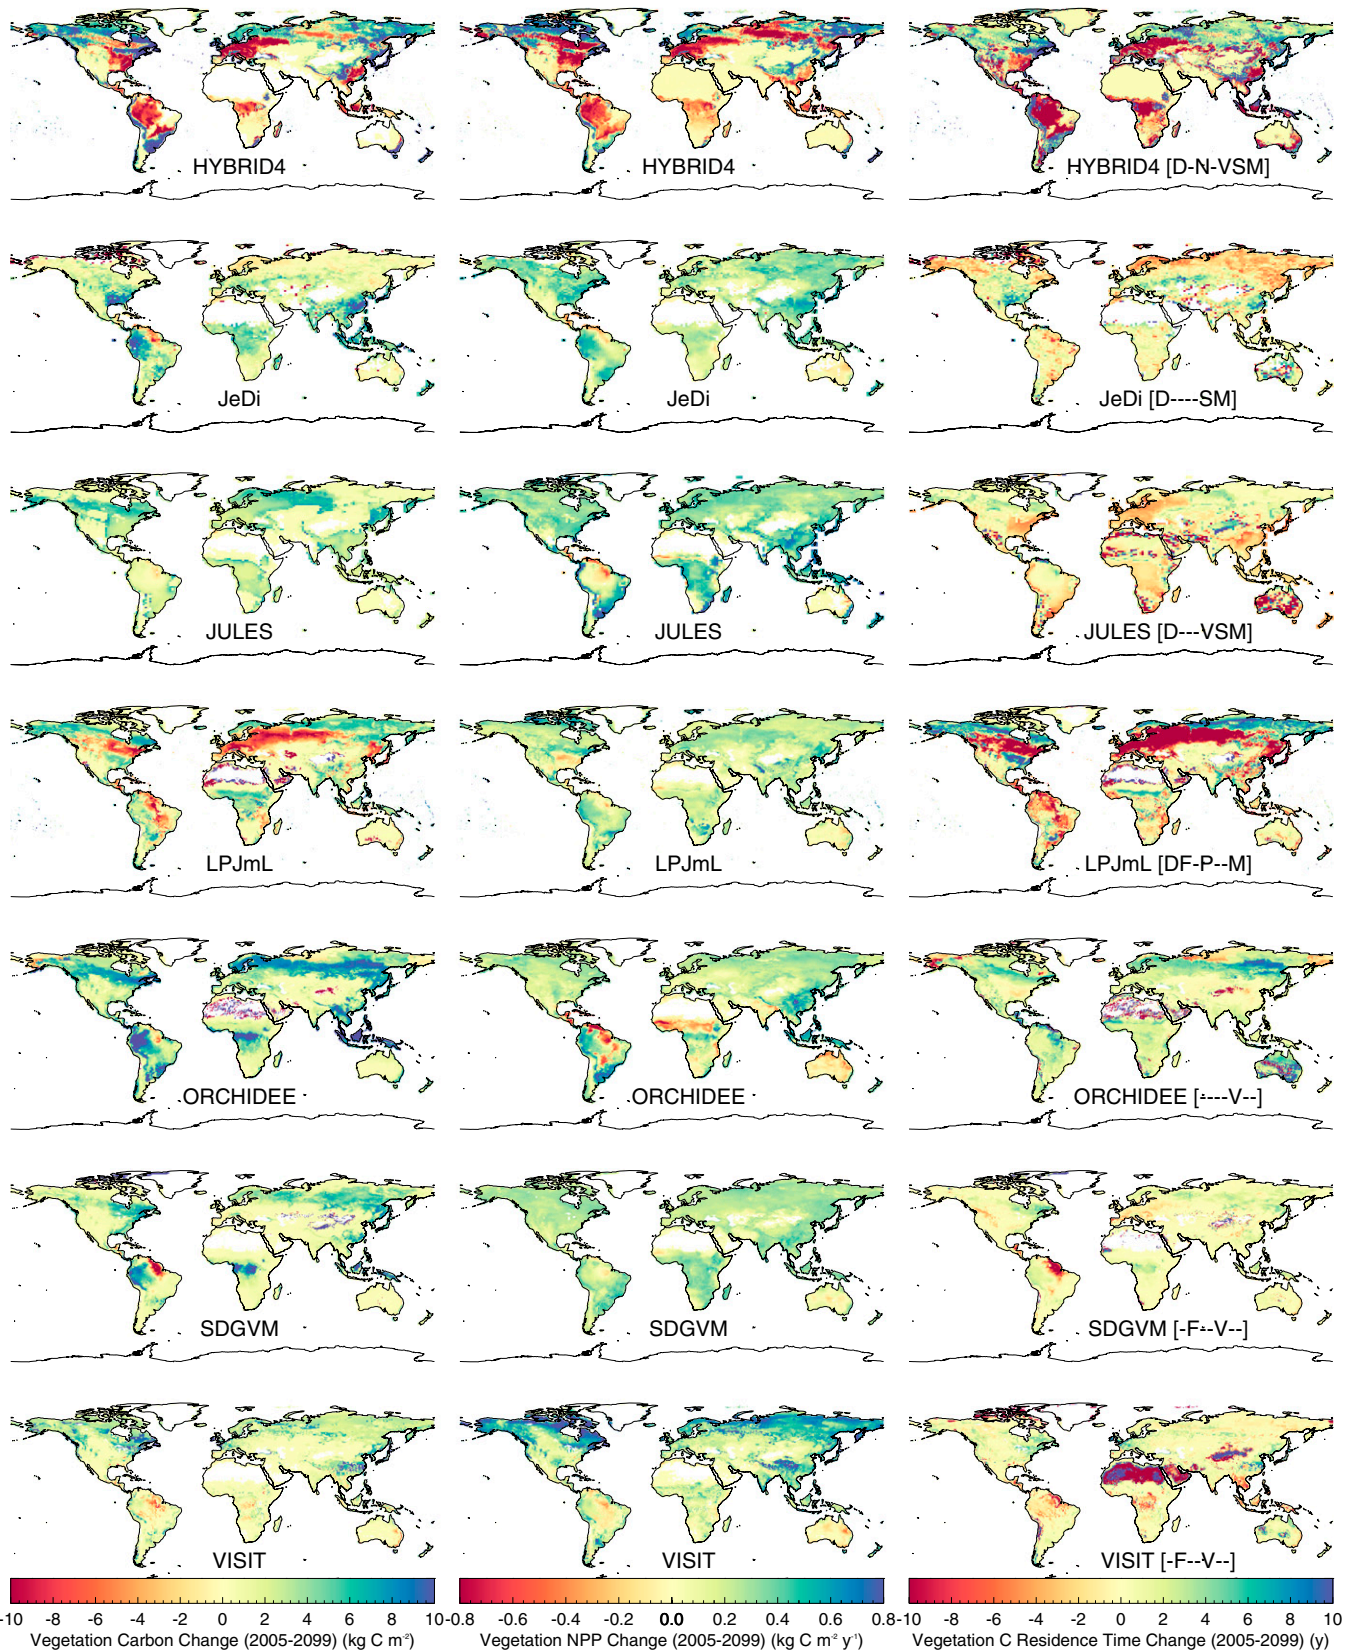 HYBRID4 HYBRID4 HYBRID4 [D-N-VSM]
JeDi JeDi JeDi [D----SM]
JULES JULES JULES [D---VSM]
LPJmL LPJmL LPJmL [DF-P--M]
ORCHIDEE ORCHIDEE ORCHIDEE [----V--]
SDGVM SDGVM SDGVM [-F--V--]
VISIT VISIT VISIT [-F--V--]
-10 -8 -6 -4 -2 0 2 4 6 8 10 -0.8 -0.6 -0.4 -0.2 0.0 0.2 0.4 0.6 0.8 -10 -8 -6 -4 -2 0 2 4 6 8 10
Vegetation Carbon Change (2005-2099) (kg C m⁻²) Vegetation NPP Change (2005-2099) (kg C m⁻² y⁻¹) Vegetation C Residence Time Change (2005-2099) (y)